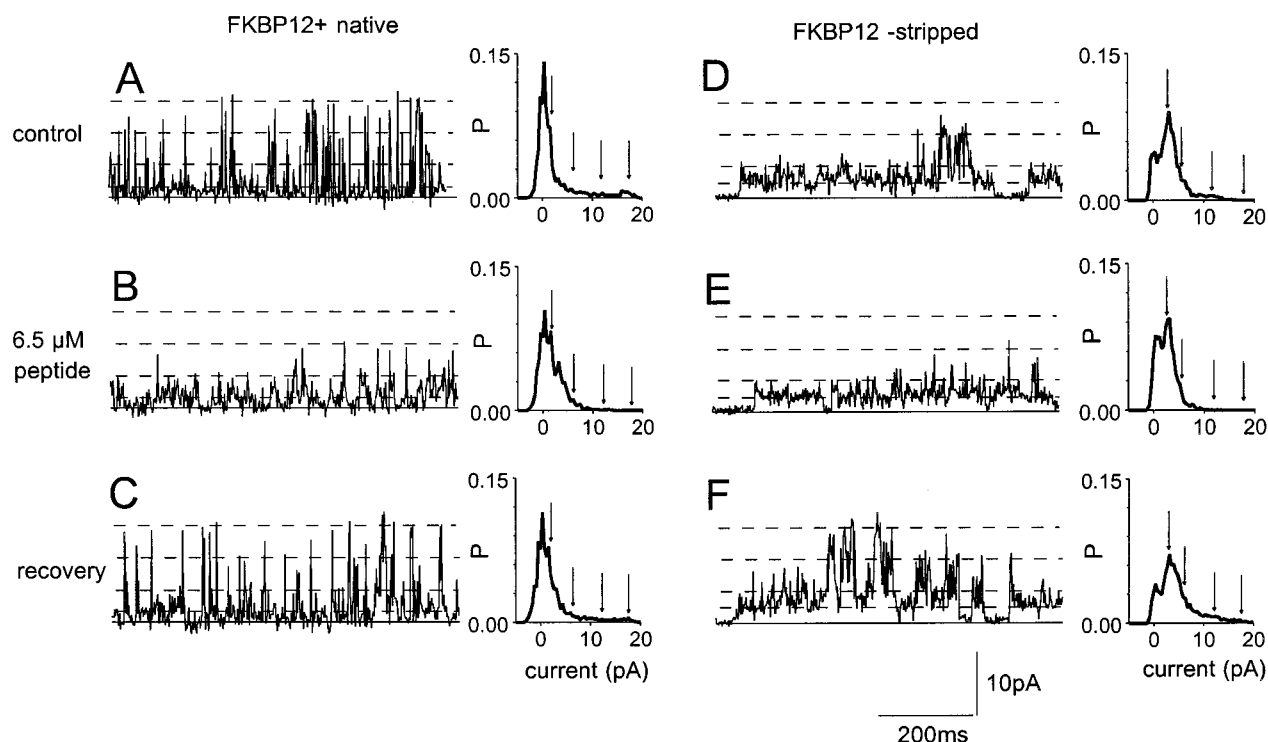 FKBP12+ native
FKBP12 -stripped
A
control
0.15
P
0.00
0 10 20
D
0.15
P
0.00
0 10 20
B
6.5 µM
peptide
0.15
P
0.00
0 10 20
E
0.15
P
0.00
0 10 20
C
recovery
0.15
P
0.00
0 10 20
current (pA)
F
0.15
P
0.00
0 10 20
current (pA)
10pA
200ms